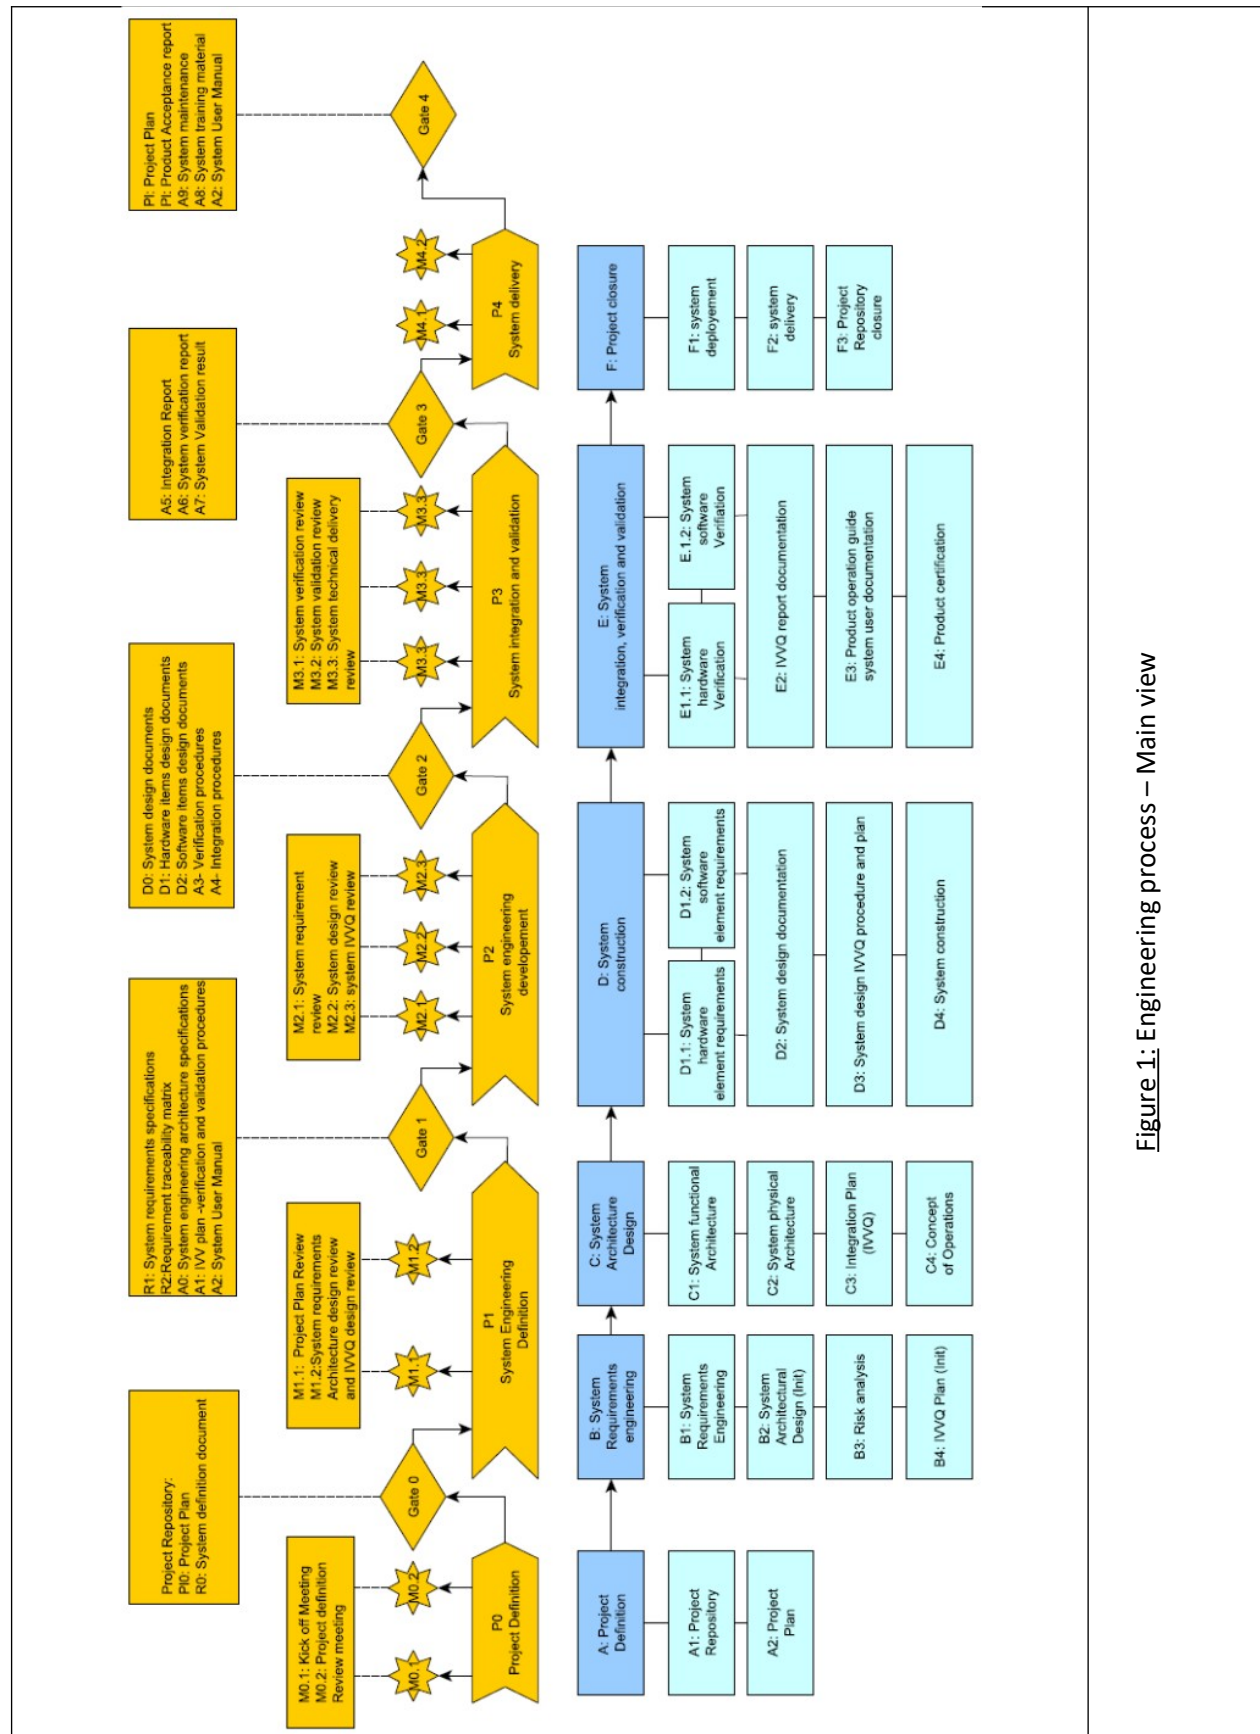 Project Repository:
PI0: Project Plan
R0: System definition document
R1: System requirements specifications
R2:Requirement traceability matrix
A0: System engineering architecture specifications
A1: IVV plan -verification and validation procedures
A2: System User Manual
D0: System design documents
D1: Hardware items design documents
D2: Software items design documents
A3- Verification procedures
A4- Integration procedures
A5: Integration Report
A6: System verification report
A7: System Validation result
PI: Project Plan
PI: Product Acceptance report
A9: System maintenance
A8: System training material
A2: System User Manual
M0.1: Kick off Meeting
M0.2: Project definition
Review meeting
M1.1: Project Plan Review
M1.2:System requirements
Architecture design review
and IVVQ design review
M2.1: System requirement
review
M2.2: System design review
M2.3: system IVVQ review
M3.1: System verification review
M3.2: System validation review
M3.3: System technical delivery
review
M0.1
M0.2
Gate 0
M1.1
M1.2
Gate 1
M2.1
M2.2
M2.3
Gate 2
M3.3
M3.3
M3.3
Gate 3
M4.1
M4.2
Gate 4
P0
Project Definition
P1
System Engineering
Definition
P2
System engineering
developement
P3
System integration and validation
P4
System delivery
A: Project
Definition
A1: Project
Repository
A2: Project
Plan
B: System
Requirements
engineering
B1: System
Requirements
Engineering
B2: System
Architectural
Design (Init)
B3: Risk analysis
B4: IVVQ Plan (Init)
C: System
Architecture
Design
C1: System functional
Architecture
C2: System physical
Architecture
C3: Integration Plan
(IVVQ)
C4: Concept
of Operations
D: System
construction
D1.1: System
hardware
element requirements
D1.2: System
software
element requirements
D2: System design documentation
D3: System design IVVQ procedure and plan
D4: System construction
E: System
integration, verification and validation
E1.1: System
hardware
Verification
E.1.2: System
software
Verifiation
E2: IVVQ report documentation
E3: Product operation guide
system user documentation
E4: Product certification
F: Project closure
F1: system
deployement
F2: system
delivery
F3: Project
Repository
closure
Figure 1: Engineering process – Main view